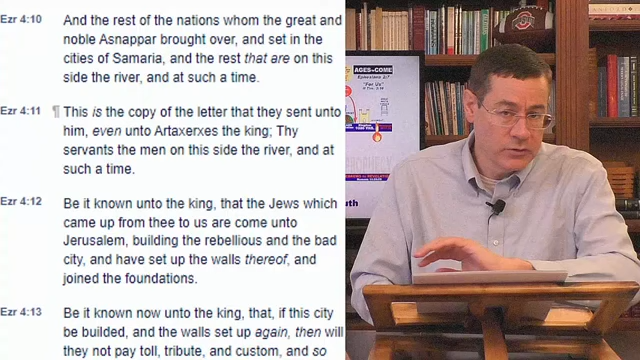 Ezr 4:10 And the rest of the nations whom the great and
noble Asnappar brought over, and set in the
cities of Samaria, and the rest that are on this
side the river, and at such a time.
Ezr 4:11 ¶ This is the copy of the letter that they sent unto
him, even unto Artaxerxes the king; Thy
servants the men on this side the river, and at
such a time.
Ezr 4:12 Be it known unto the king, that the Jews which
came up from thee to us are come unto
Jerusalem, building the rebellious and the bad
city, and have set up the walls thereof, and
joined the foundations.
Ezr 4:13 Be it known now unto the king, that, if this city
be builded, and the walls set up again, then will
they not pay toll, tribute, and custom, and so
AGES TO COME
Ephesians 2:7
"For Us"